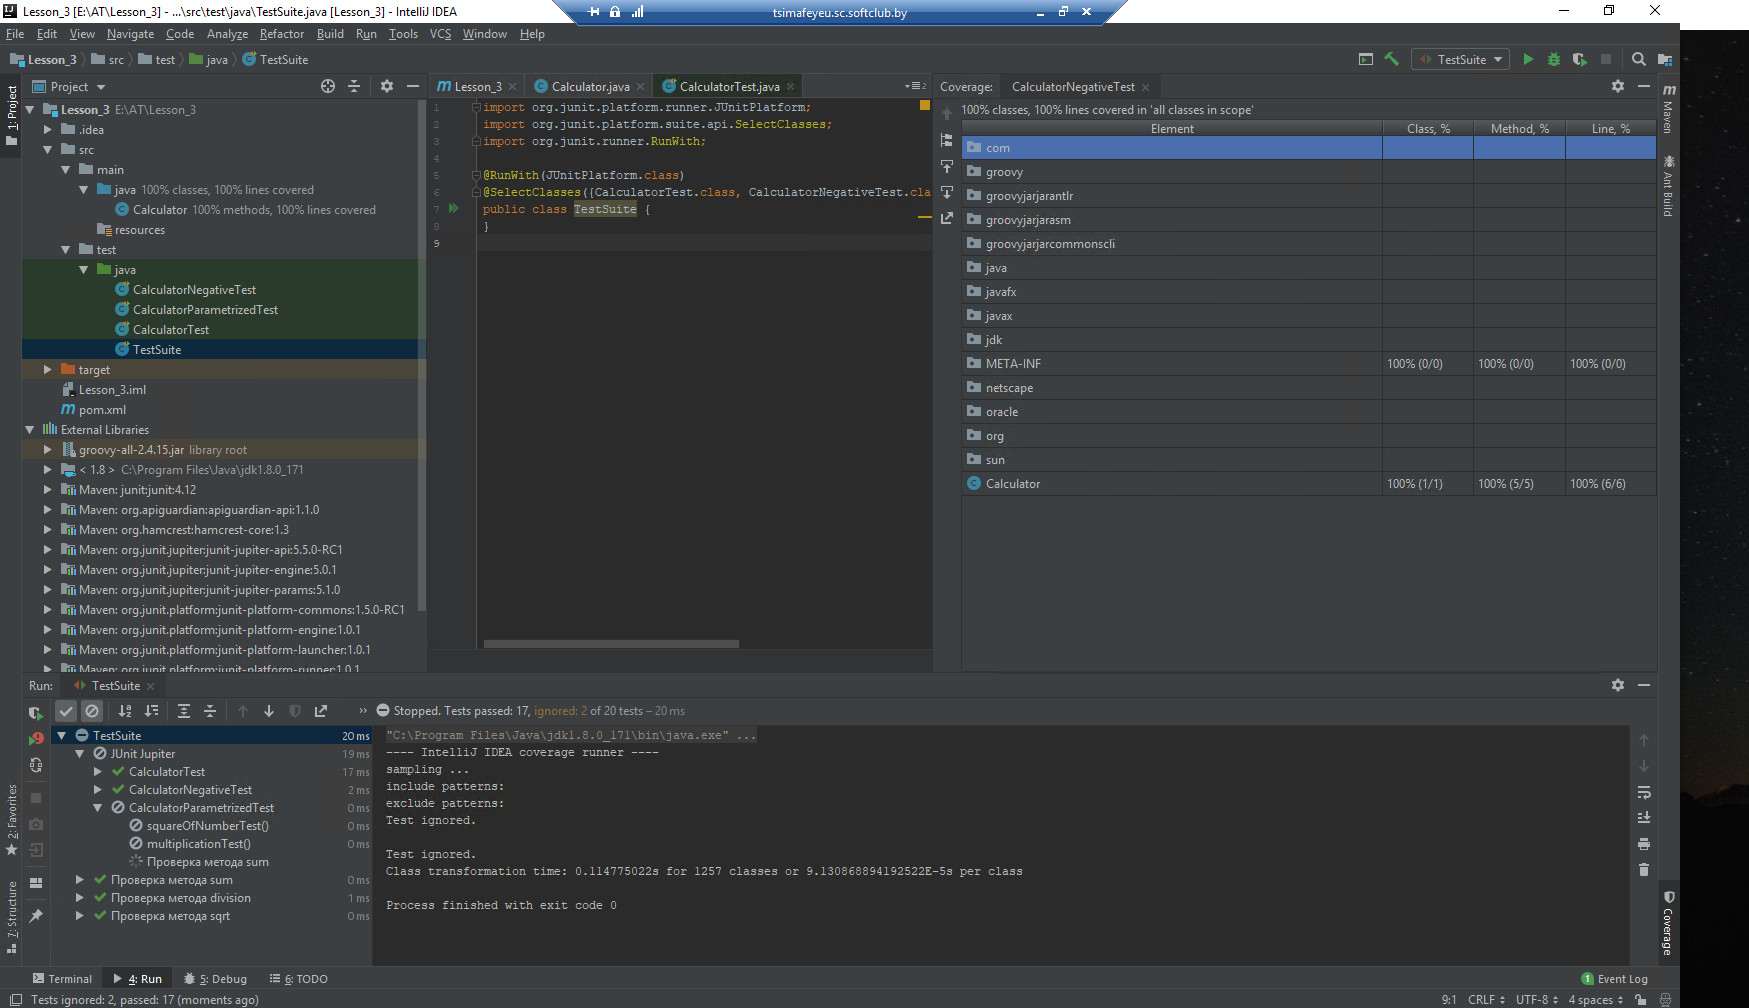 Lesson_3 [E:\AT\Lesson_3] - ...\src\test\java\TestSuite.java [Lesson_3] - IntelliJ IDEA
tsimafeyeu.sc.softclub.by
File Edit View Navigate Code Analyze Refactor Build Run Tools VCS Window Help
Lesson_3 src test java TestSuite
TestSuite
Project
Lesson_3 E:\AT\Lesson_3
.idea
src
main
java 100% classes, 100% lines covered
Calculator 100% methods, 100% lines covered
resources
test
java
CalculatorNegativeTest
CalculatorParametrizedTest
CalculatorTest
TestSuite
target
Lesson_3.iml
pom.xml
External Libraries
groovy-all-2.4.15.jar library root
< 1.8 > C:\Program Files\Java\jdk1.8.0_171
Maven: junit:junit:4.12
Maven: org.apiguardian:apiguardian-api:1.1.0
Maven: org.hamcrest:hamcrest-core:1.3
Maven: org.junit.jupiter:junit-jupiter-api:5.5.0-RC1
Maven: org.junit.jupiter:junit-jupiter-engine:5.0.1
Maven: org.junit.jupiter:junit-jupiter-params:5.1.0
Maven: org.junit.platform:junit-platform-commons:1.5.0-RC1
Maven: org.junit.platform:junit-platform-engine:1.0.1
Maven: org.junit.platform:junit-platform-launcher:1.0.1
Maven: org.junit.platform:junit-platform-runner:1.0.1
1: Project
2: Favorites
7: Structure
Lesson_3 Calculator.java CalculatorTest.java
1 import org.junit.platform.runner.JUnitPlatform;
2 import org.junit.platform.suite.api.SelectClasses;
3 import org.junit.runner.RunWith;
4
5 @RunWith(JUnitPlatform.class)
6 @SelectClasses({CalculatorTest.class, CalculatorNegativeTest.cla
7 public class TestSuite {
8 }
9
Coverage: CalculatorNegativeTest
100% classes, 100% lines covered in 'all classes in scope'
Element Class, % Method, % Line, %
com
groovy
groovyjarjarantlr
groovyjarjarasm
groovyjarjarcommonscli
java
javafx
javax
jdk
META-INF 100% (0/0) 100% (0/0) 100% (0/0)
netscape
oracle
org
sun
Calculator 100% (1/1) 100% (5/5) 100% (6/6)
Maven
Ant Build
Coverage
Run: TestSuite
Stopped. Tests passed: 17, ignored: 2 of 20 tests – 20 ms
TestSuite 20 ms
JUnit Jupiter 19 ms
CalculatorTest 17 ms
CalculatorNegativeTest 2 ms
CalculatorParametrizedTest 0 ms
squareOfNumberTest() 0 ms
multiplicationTest() 0 ms
Проверка метода sum
Проверка метода sum 0 ms
Проверка метода division 1 ms
Проверка метода sqrt 0 ms
"C:\Program Files\Java\jdk1.8.0_171\bin\java.exe" ...
---- IntelliJ IDEA coverage runner ----
sampling ...
include patterns:
exclude patterns:
Test ignored.
Test ignored.
Class transformation time: 0.114775022s for 1257 classes or 9.130868894192522E-5s per class
Process finished with exit code 0
Terminal 4: Run 5: Debug 6: TODO
1 Event Log
Tests ignored: 2, passed: 17 (moments ago)
9:1 CRLF UTF-8 4 spaces